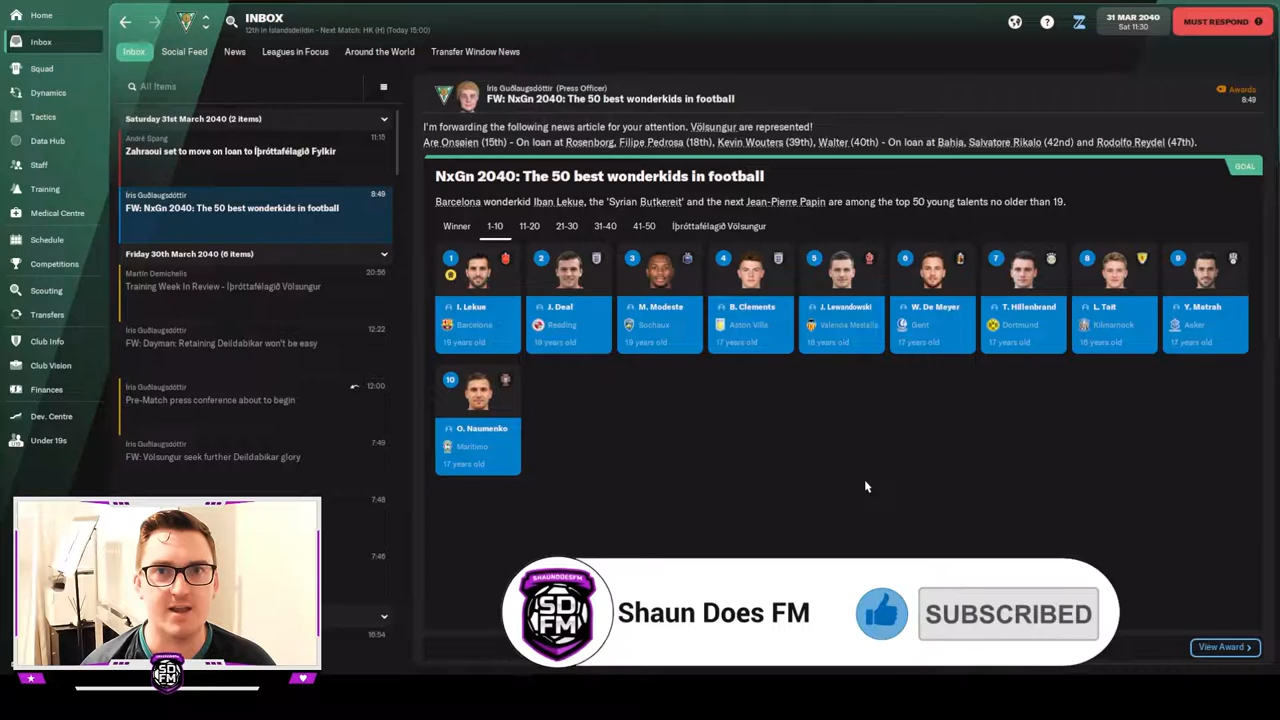 Home
INBOX
12th in Íslandsdeildin - Next Match: HK (H) (Today 15:00)
31 MAR 2040
Sat 11:30
MUST RESPOND
Inbox
Squad
Dynamics
Tactics
Data Hub
Staff
Training
Medical Centre
Schedule
Competitions
Scouting
Transfers
Club Info
Club Vision
Finances
Dev. Centre
Under 19s
Inbox
Social Feed
News
Leagues in Focus
Around the World
Transfer Window News
All Items
Saturday 31st March 2040 (2 items)
André Spang
11:15
Zahraoui set to move on loan to Íþróttafélagið Fylkir
Íris Guðlaugsdóttir
8:49
FW: NxGn 2040: The 50 best wonderkids in football
Friday 30th March 2040 (6 items)
Martín Demichelis
20:56
Training Week In Review - Íþróttafélagið Völsungur
12:22
Íris Guðlaugsdóttir
FW: Dayman: Retaining Deildabikar won't be easy
Íris Guðlaugsdóttir
12:00
Pre-Match press conference about to begin
Íris Guðlaugsdóttir
7:49
FW: Völsungur seek further Deildabikar glory
7:48
7:46
16:54
Íris Guðlaugsdóttir (Press Officer)
FW: NxGn 2040: The 50 best wonderkids in football
Awards
8:49
I'm forwarding the following news article for your attention. Völsungur are represented!
Are Onsøien (15th) - On loan at Rosenborg, Filipe Pedrosa (18th), Kevin Wouters (39th), Walter (40th) - On loan at Bahia, Salvatore Rikalo (42nd) and Rodolfo Reydel (47th).
GOAL
NxGn 2040: The 50 best wonderkids in football
Barcelona wonderkid Iban Lekue, the 'Syrian Butkereit' and the next Jean-Pierre Papin are among the top 50 young talents no older than 19.
Winner
1-10
11-20
21-30
31-40
41-50
Íþróttafélagið Völsungur
1
I. Lekue
Barcelona
19 years old
2
J. Deal
Reading
19 years old
3
M. Modeste
Sochaux
19 years old
4
B. Clements
Aston Villa
17 years old
5
J. Lewandowski
Valencia Mestalla
18 years old
6
W. De Meyer
Gent
17 years old
7
T. Hillenbrand
Dortmund
17 years old
8
L. Tait
Kilmarnock
16 years old
9
Y. Matrah
Asker
17 years old
10
O. Naumenko
Marítimo
17 years old
SHAUNDOESFM
SD
FM
Shaun Does FM
SUBSCRIBED
View Award
SD
FM